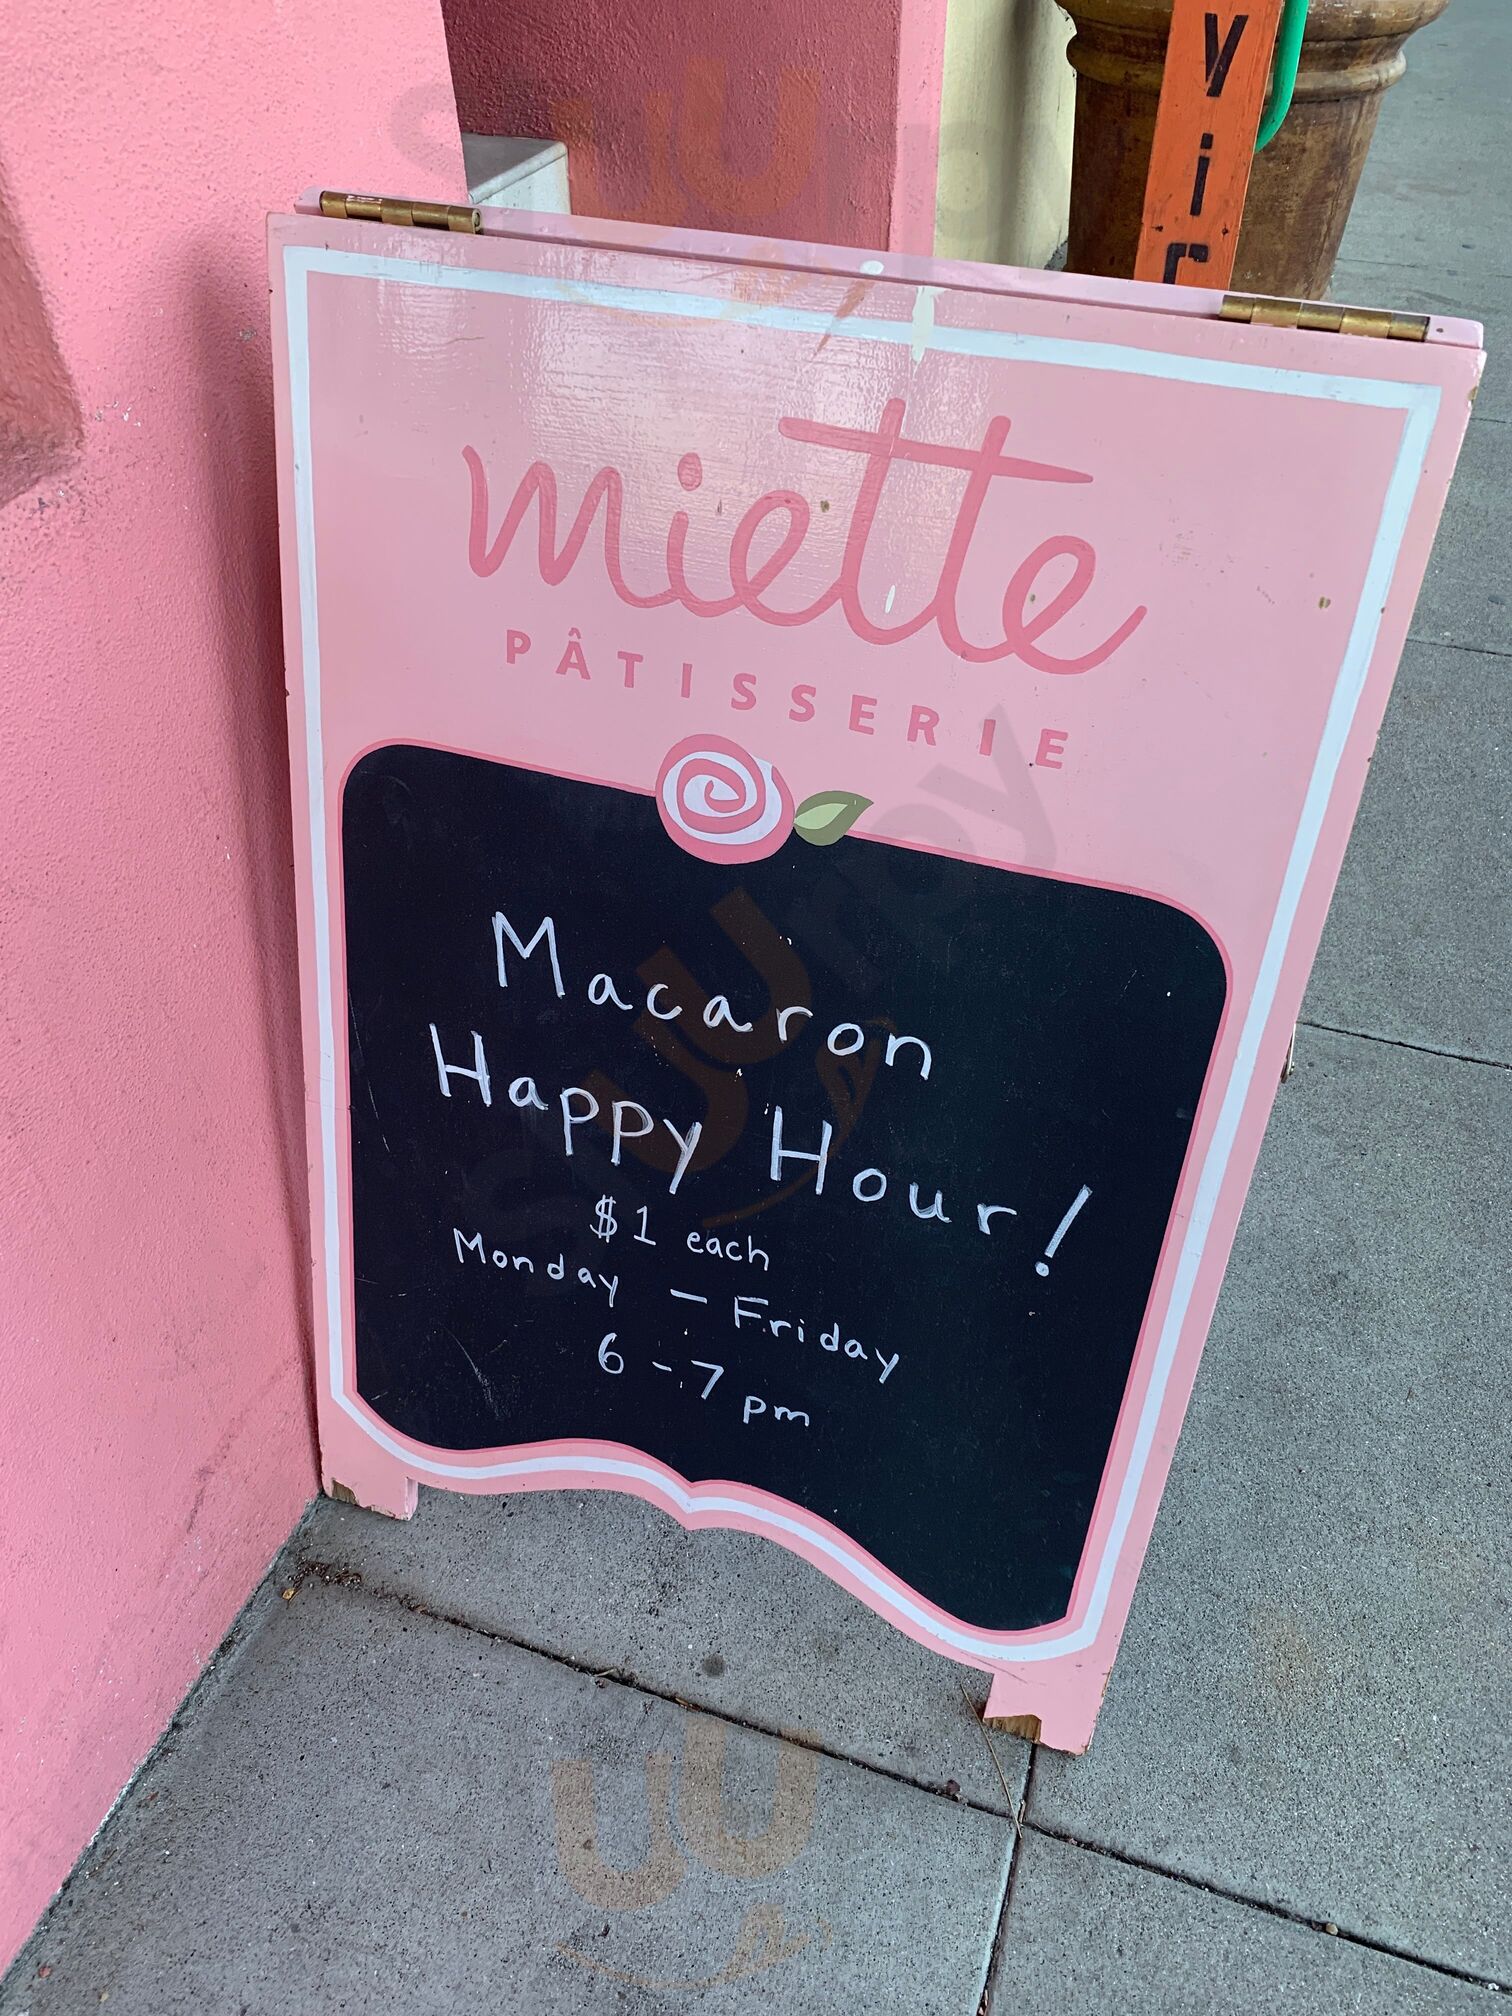 miette
PÂTISSERIE
Macaron
Happy Hour!
$1 each
Monday - Friday
6 - 7 pm